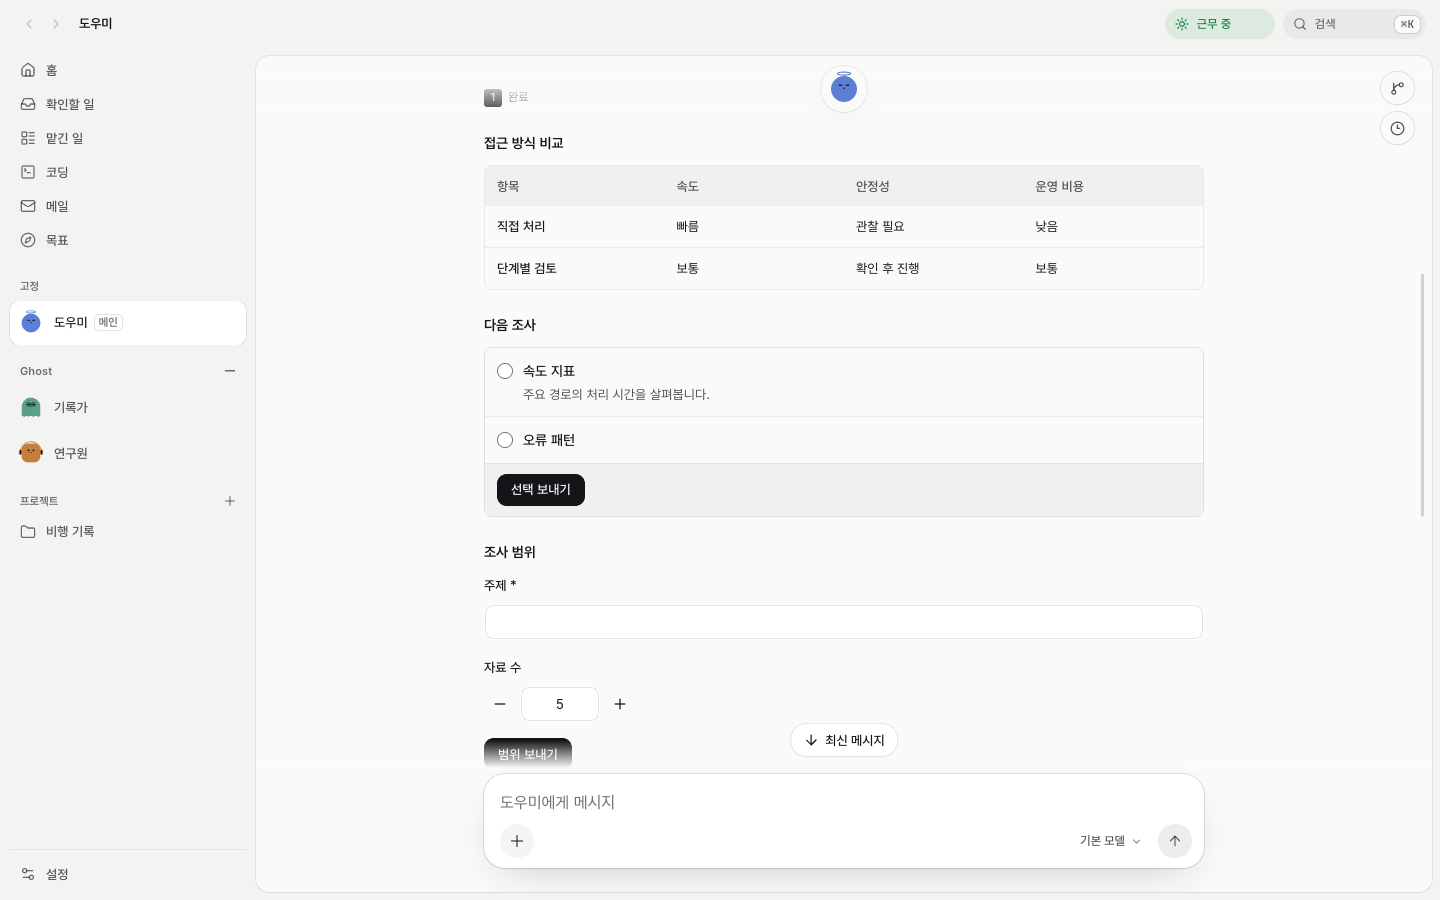 도우미
근무 중
검색
⌘K
홈
확인할 일
맡긴 일
코딩
메일
목표
고정
도우미 메인
Ghost
기록가
연구원
프로젝트
비행 기록
설정
1 완료
접근 방식 비교
항목 속도 안정성 운영 비용
직접 처리 빠름 관찰 필요 낮음
단계별 검토 보통 확인 후 진행 보통
다음 조사
속도 지표
주요 경로의 처리 시간을 살펴봅니다.
오류 패턴
선택 보내기
조사 범위
주제 *
자료 수
5
범위 보내기
최신 메시지
도우미에게 메시지
기본 모델